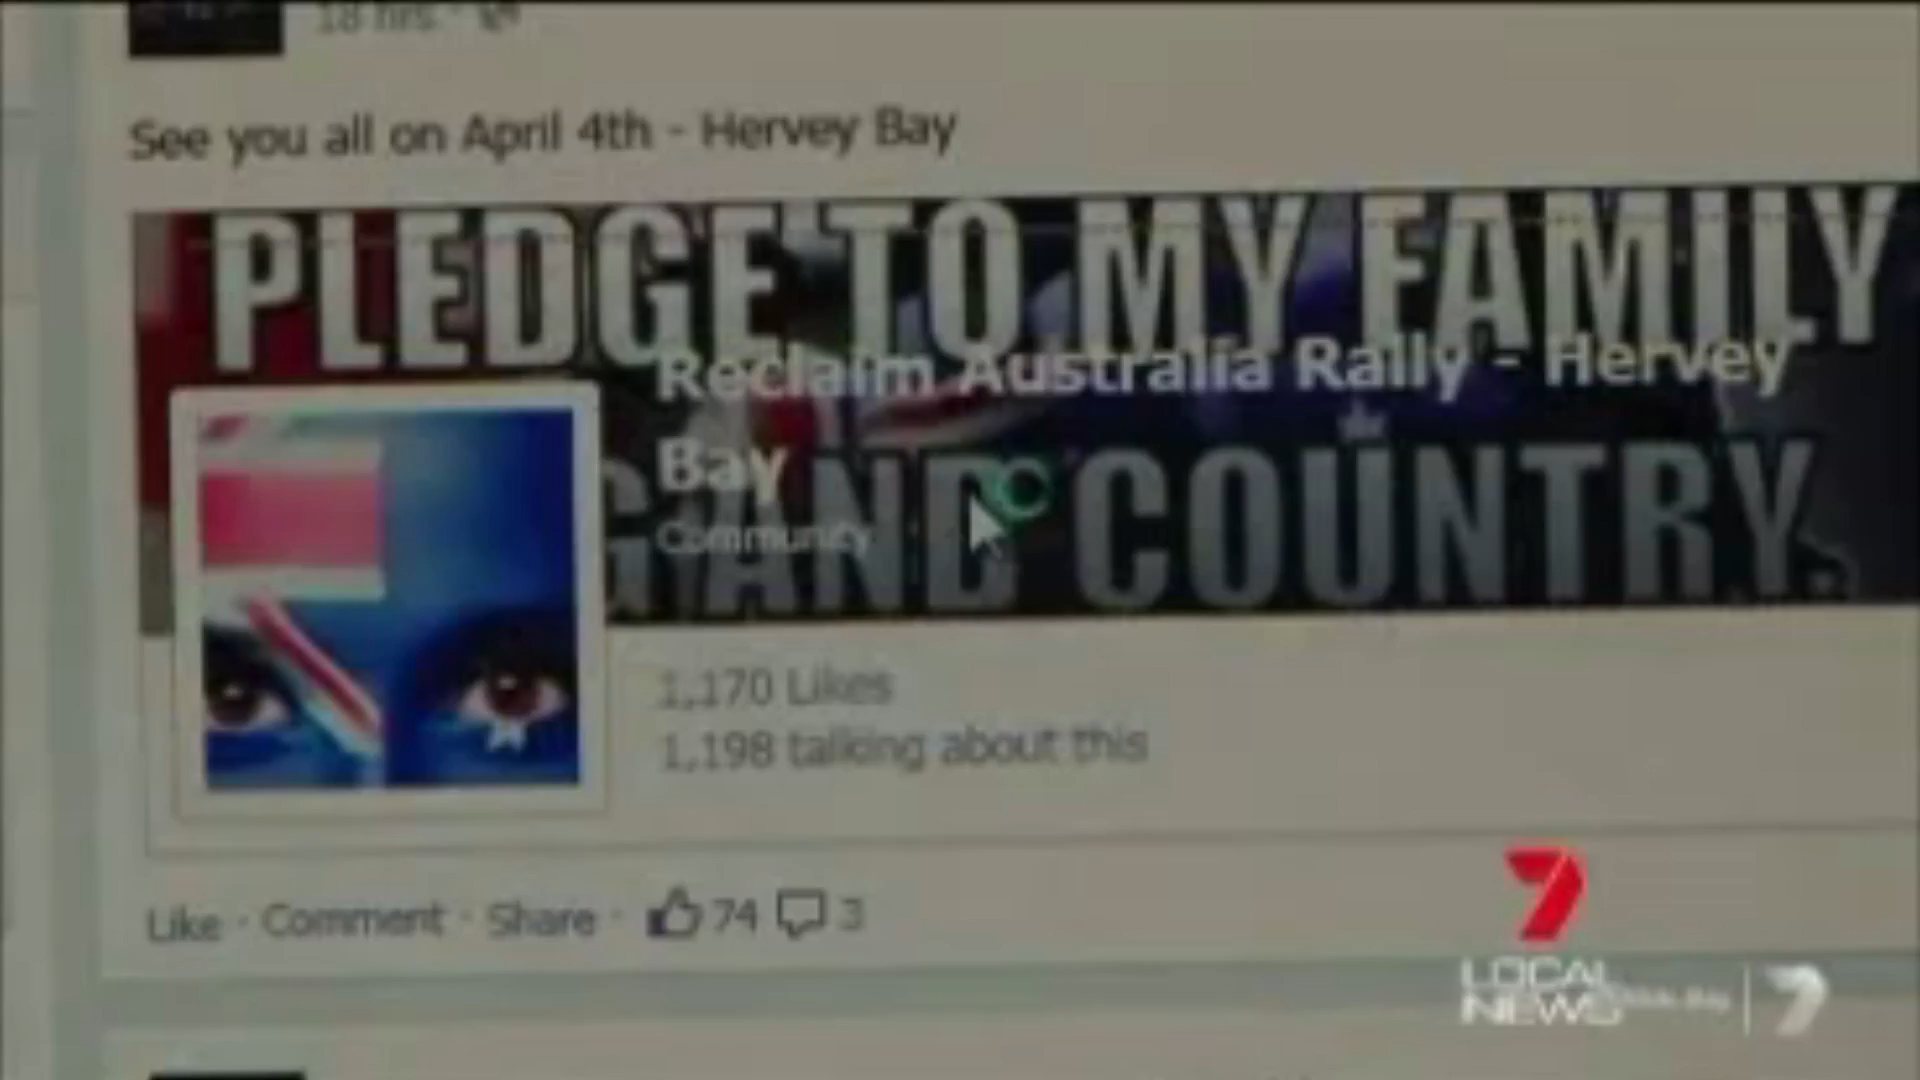 18 hrs ·
See you all on April 4th - Hervey Bay
PLEDGE TO MY FAMILY
AND COUNTRY.
Reclaim Australia Rally - Hervey
Bay
Community
1,170 Likes
1,198 talking about this
Like · Comment · Share · 74 3
7
LOCAL
NEWS
7